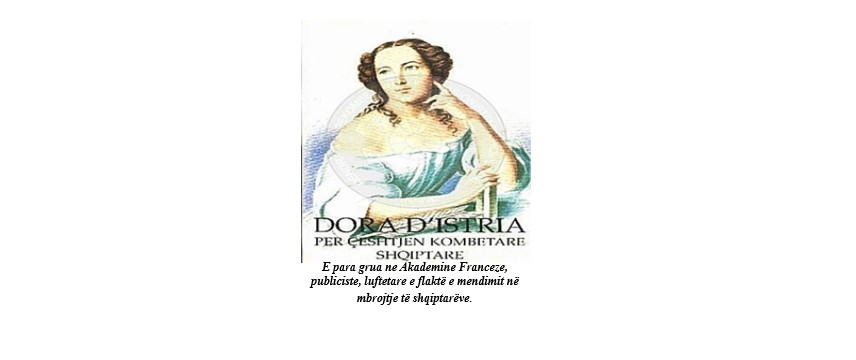 DORA D'ISTRIA
PER ÇESHTJEN KOMBETARE
SHQIPTARE
E para grua ne Akademine Franceze,
publiciste, luftetare e flaktë e mendimit në
mbrojtje të shqiptarëve.